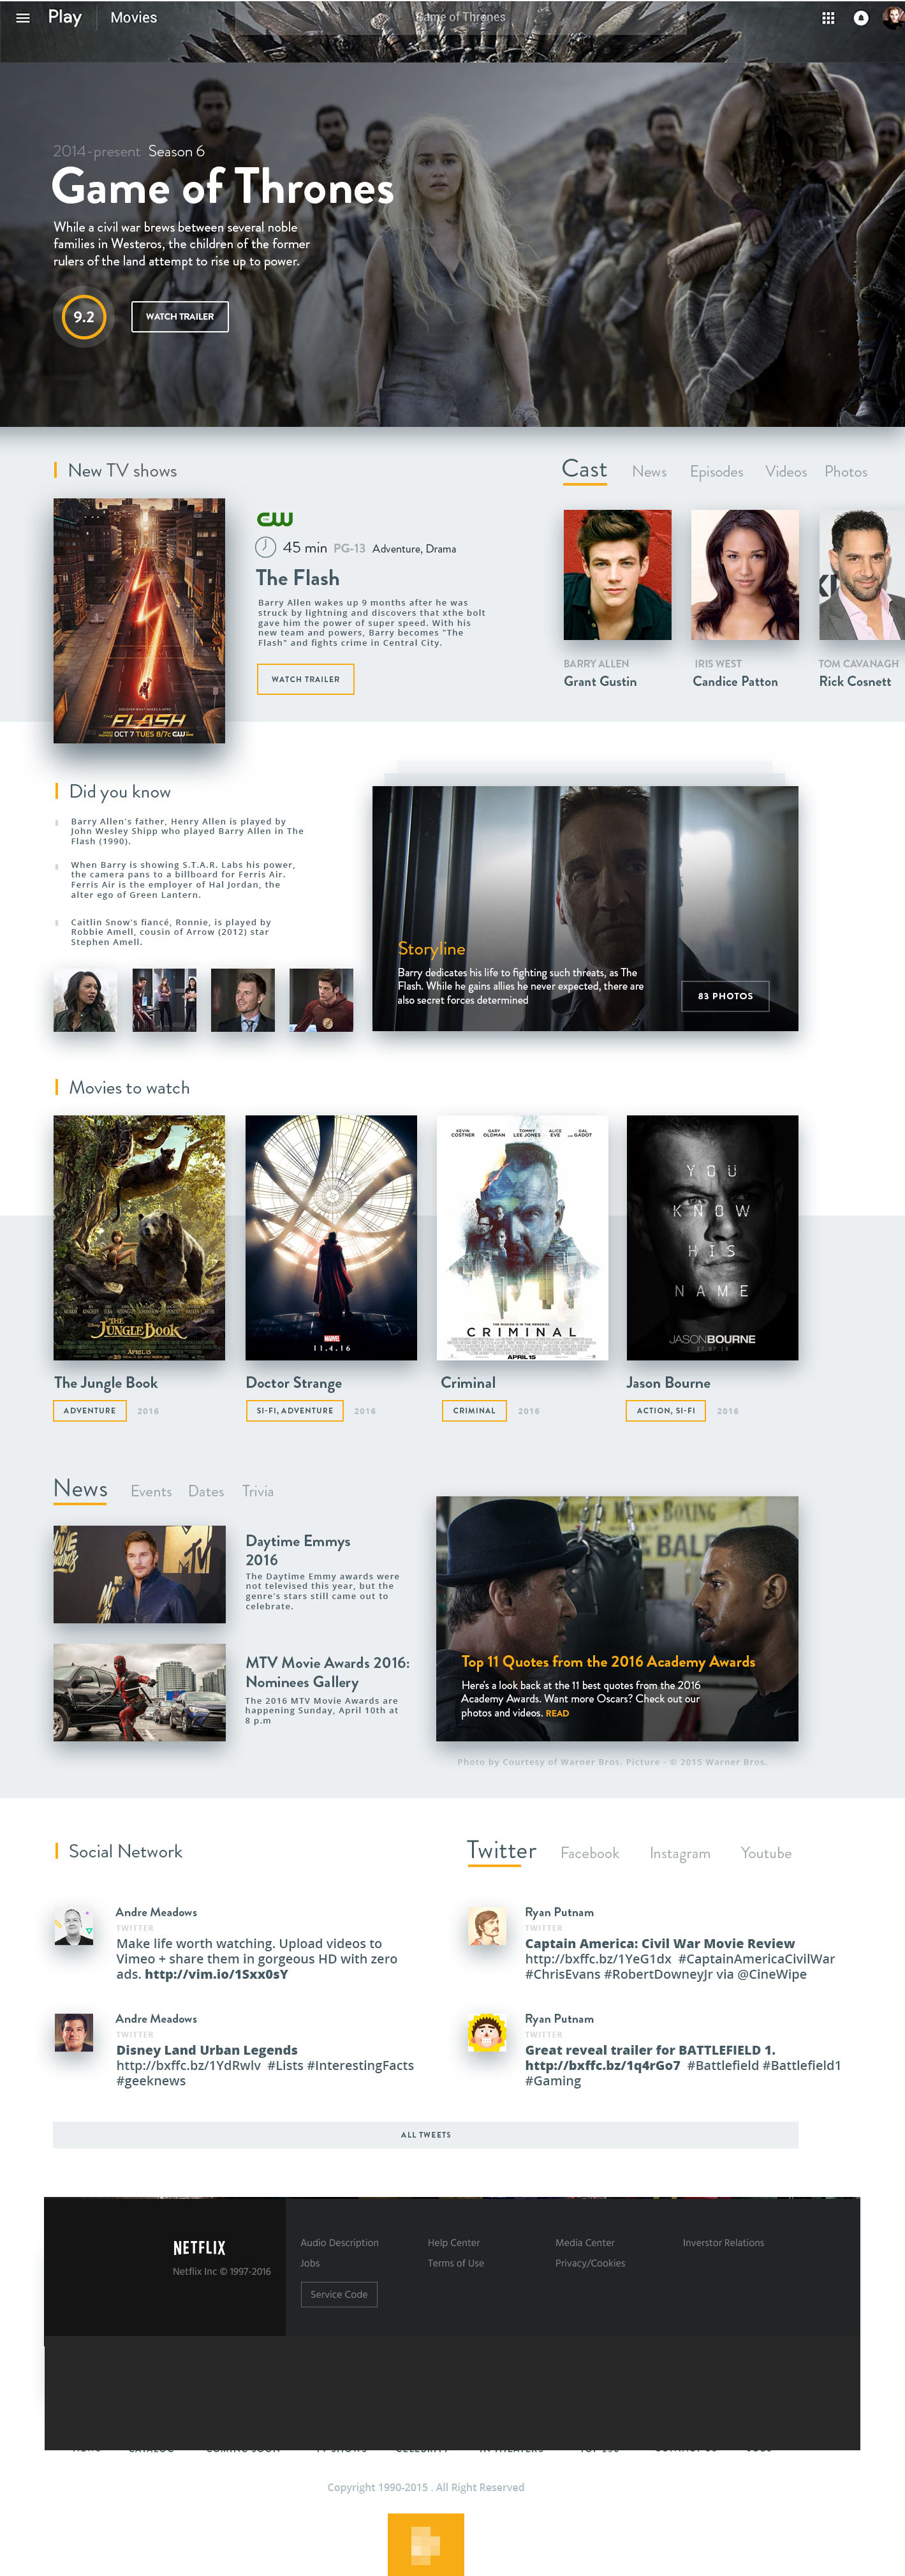 Play
Movies
Game of Thrones
2014-present Season 6
Game of Thrones
While a civil war brews between several noble
families in Westeros, the children of the former
rulers of the land attempt to rise up to power.
9.2
WATCH TRAILER
New TV shows
Cast News Episodes Videos Photos
THE
FLASH
OCT 7 TUES 8/7c CW
CW
45 min PG-13 Adventure, Drama
The Flash
Barry Allen wakes up 9 months after he was
struck by lightning and discovers that xthe bolt
gave him the power of super speed. With his
new team and powers, Barry becomes "The
Flash" and fights crime in Central City.
WATCH TRAILER
BARRY ALLEN
Grant Gustin
IRIS WEST
Candice Patton
TOM CAVANAGH
Rick Cosnett
Did you know
Barry Allen's father, Henry Allen is played by
John Wesley Shipp who played Barry Allen in The
Flash (1990).
When Barry is showing S.T.A.R. Labs his power,
the camera pans to a billboard for Ferris Air.
Ferris Air is the employer of Hal Jordan, the
alter ego of Green Lantern.
Caitlin Snow's fiancé, Ronnie, is played by
Robbie Amell, cousin of Arrow (2012) star
Stephen Amell.
Storyline
Barry dedicates his life to fighting such threats, as The
Flash. While he gains allies he never expected, there are
also secret forces determined
83 PHOTOS
Movies to watch
THE
JUNGLE BOOK
APRIL 15
MARVEL
11.4.16
KEVIN COSTNER GARY OLDMAN TOMMY LEE JONES ALICE EVE GAL GADOT
CRIMINAL
APRIL 15
YOU
KNOW
HIS
NAME
JASON BOURNE
The Jungle Book
ADVENTURE 2016
Doctor Strange
SI-FI, ADVENTURE 2016
Criminal
CRIMINAL 2016
Jason Bourne
ACTION, SI-FI 2016
News Events Dates Trivia
MTV
Daytime Emmys
2016
The Daytime Emmy awards were
not televised this year, but the
genre's stars still came out to
celebrate.
MTV Movie Awards 2016:
Nominees Gallery
The 2016 MTV Movie Awards are
happening Sunday, April 10th at
8 p.m
Top 11 Quotes from the 2016 Academy Awards
Here's a look back at the 11 best quotes from the 2016
Academy Awards. Want more Oscars? Check out our
photos and videos. READ
Photo by Courtesy of Warner Bros. Picture - © 2015 Warner Bros.
Social Network
Twitter Facebook Instagram Youtube
Andre Meadows
TWITTER
Make life worth watching. Upload videos to
Vimeo + share them in gorgeous HD with zero
ads. http://vim.io/1Sxx0sY
Ryan Putnam
TWITTER
Captain America: Civil War Movie Review
http://bxffc.bz/1YeG1dx #CaptainAmericaCivilWar
#ChrisEvans #RobertDowneyJr via @CineWipe
Andre Meadows
TWITTER
Disney Land Urban Legends
http://bxffc.bz/1YdRwlv #Lists #InterestingFacts
#geeknews
Ryan Putnam
TWITTER
Great reveal trailer for BATTLEFIELD 1.
http://bxffc.bz/1q4rGo7 #Battlefield #Battlefield1
#Gaming
ALL TWEETS
NETFLIX
Netflix Inc © 1997-2016
Audio Description Help Center Media Center Inverstor Relations
Jobs Terms of Use Privacy/Cookies
Service Code
Copyright 1990-2015 . All Right Reserved